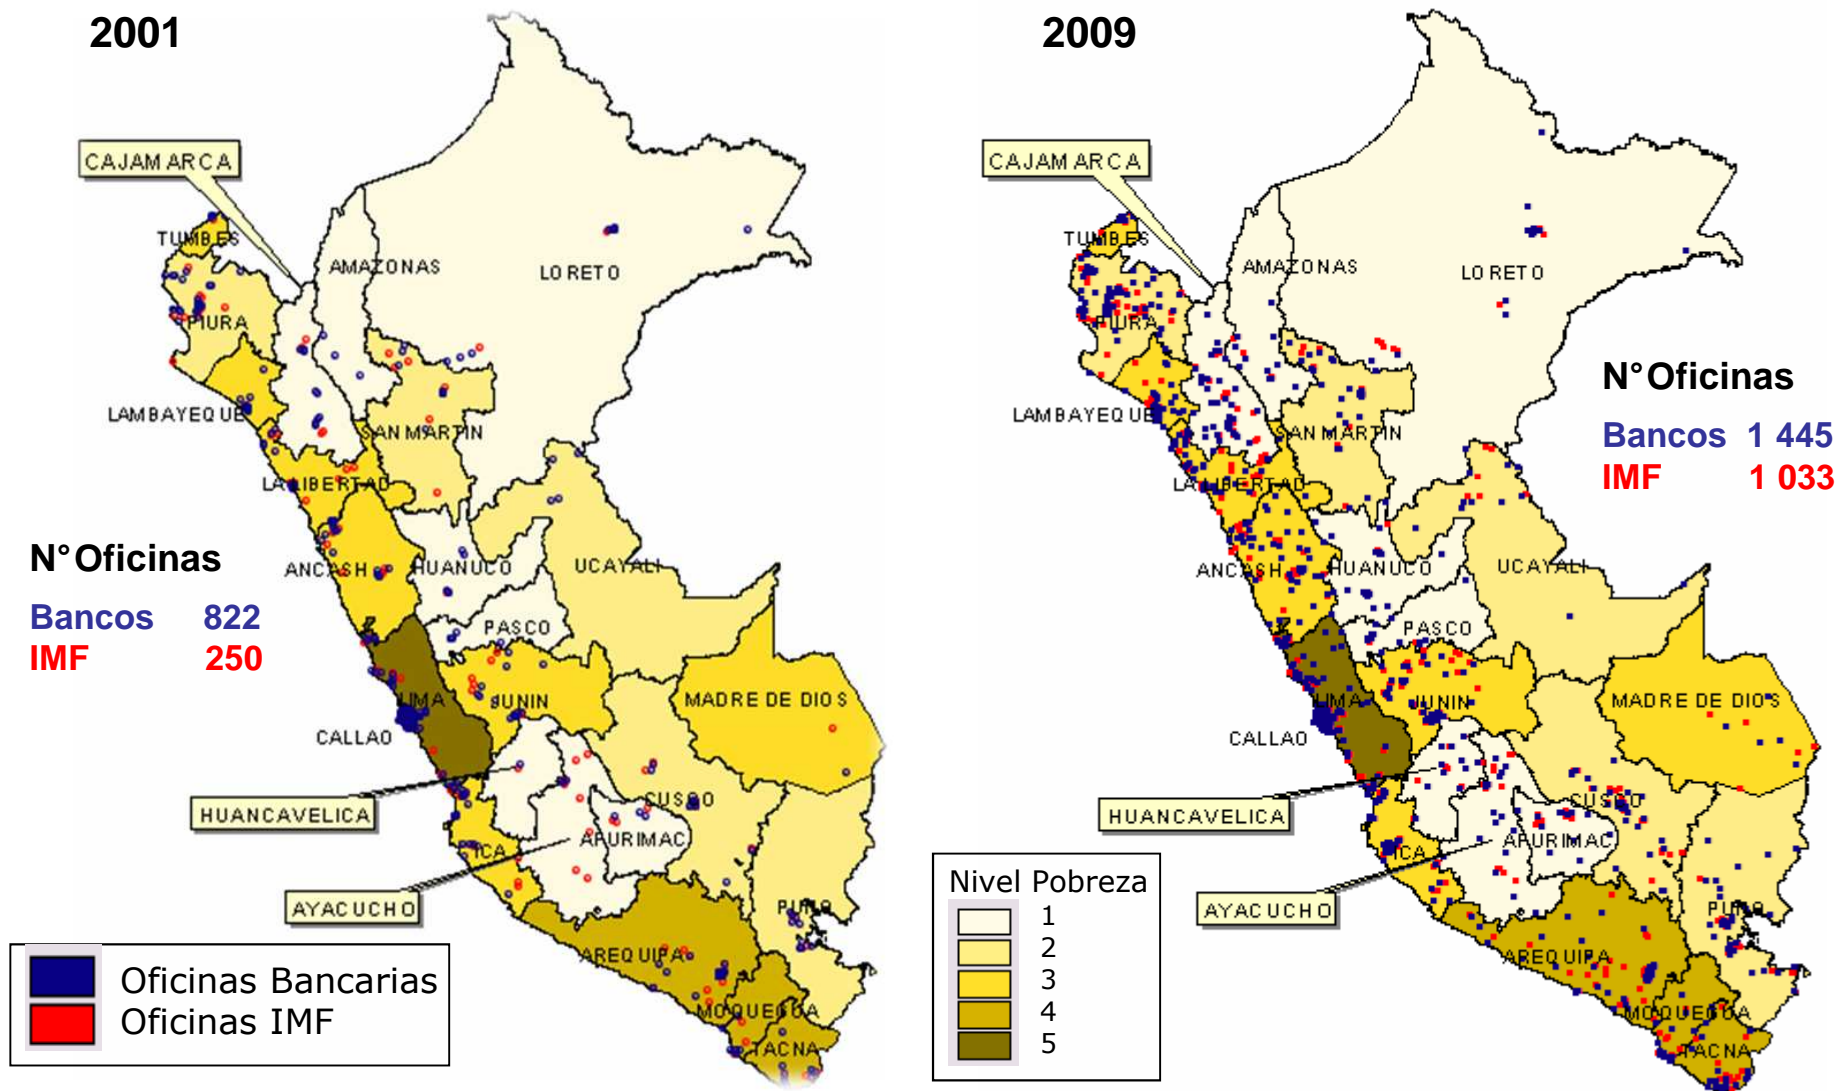 2001
CAJAMARCA
TUMBES
AMAZONAS
LORETO
PIURA
LAMBAYEQUE
SAN MARTIN
LA LIBERTAD
N° Oficinas
Bancos 822
IMF 250
ANCASH
HUANUCO
UCAYALI
PASCO
LIMA
JUNIN
MADRE DE DIOS
CALLAO
HUANCAVELICA
CUSCO
ICA
APURIMAC
AYACUCHO
PUNO
AREQUIPA
MOQUEGUA
TACNA
Oficinas Bancarias
Oficinas IMF
2009
CAJAMARCA
TUMBES
AMAZONAS
LORETO
PIURA
LAMBAYEQUE
SAN MARTIN
LA LIBERTAD
N° Oficinas
Bancos 1 445
IMF 1 033
ANCASH
HUANUCO
UCAYALI
PASCO
LIMA
JUNIN
MADRE DE DIOS
CALLAO
HUANCAVELICA
CUSCO
ICA
APURIMAC
AYACUCHO
PUNO
AREQUIPA
MOQUEGUA
TACNA
Nivel Pobreza
1
2
3
4
5